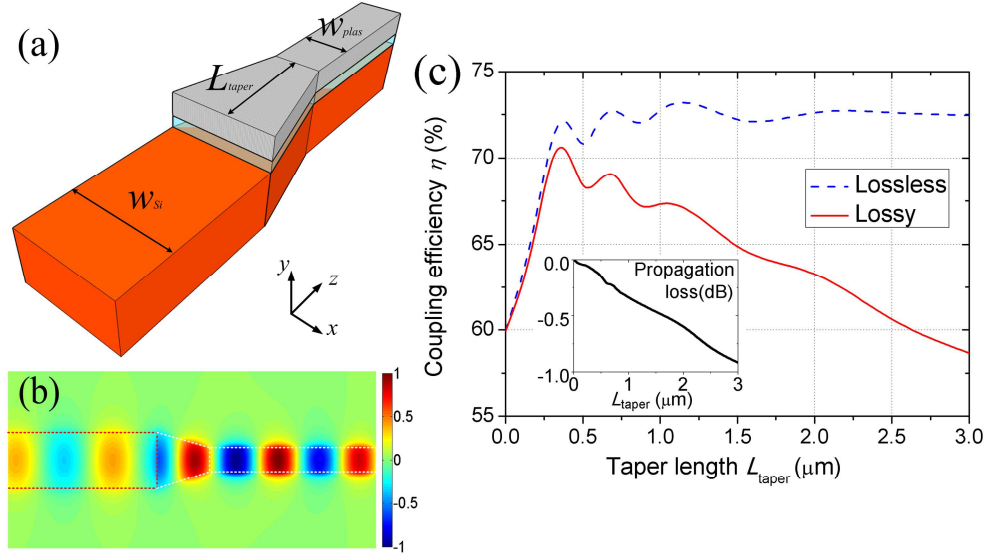 (a)
w_plas
L_taper
w_Si
y
z
x
(b)
1
0.5
0
-0.5
-1
(c)
75
70
65
60
55
Coupling efficiency η (%)
Lossless
Lossy
Propagation
loss(dB)
0.0
-0.5
-1.0
0 1 2 3
L_taper (μm)
0.0 0.5 1.0 1.5 2.0 2.5 3.0
Taper length L_taper (μm)